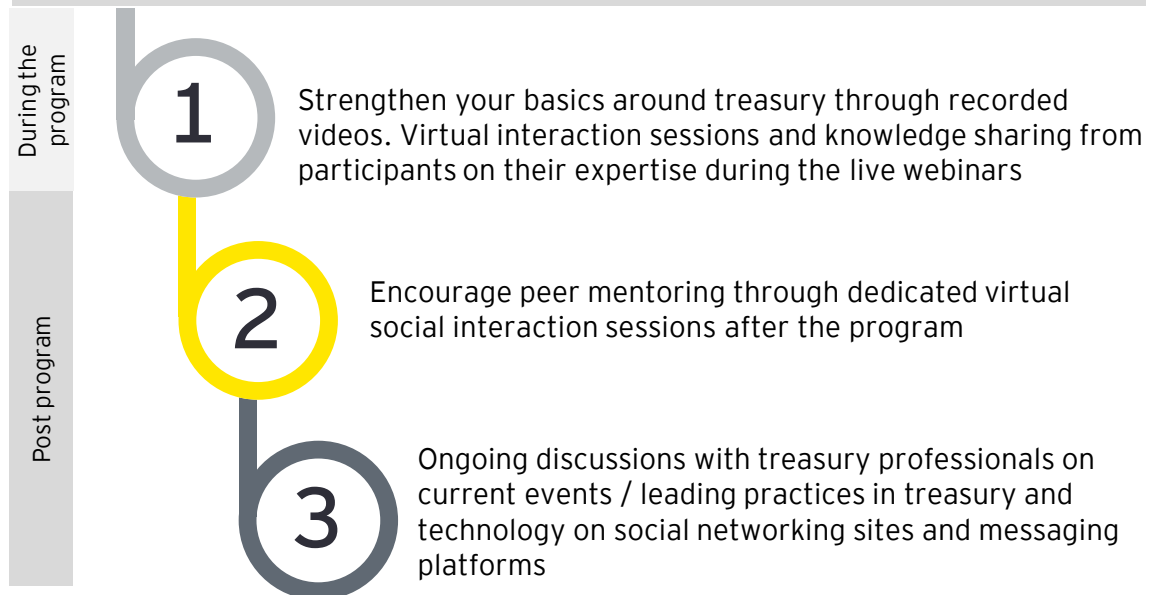 During the
program
1
Strengthen your basics around treasury through recorded
videos. Virtual interaction sessions and knowledge sharing from
participants on their expertise during the live webinars
Post program
2
Encourage peer mentoring through dedicated virtual
social interaction sessions after the program
3
Ongoing discussions with treasury professionals on
current events / leading practices in treasury and
technology on social networking sites and messaging
platforms